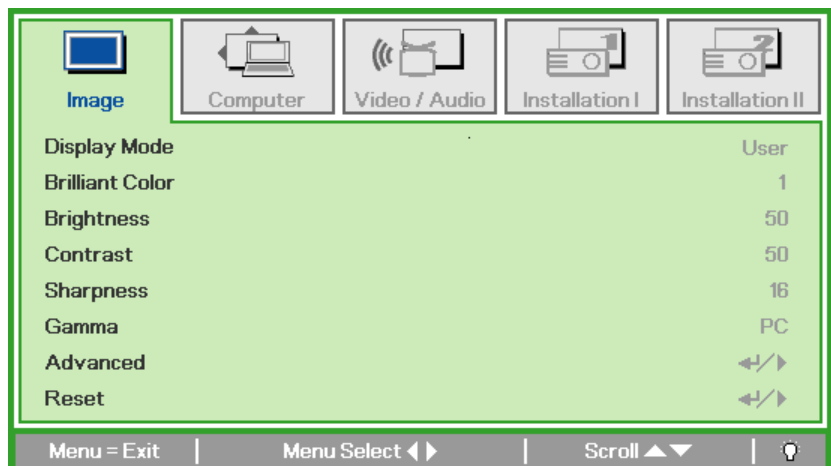 Image Computer Video / Audio Installation I Installation II
Display Mode User
Brilliant Color 1
Brightness 50
Contrast 50
Sharpness 16
Gamma PC
Advanced ↵/▶
Reset ↵/▶
Menu = Exit | Menu Select ◀▶ | Scroll ▲▼ |